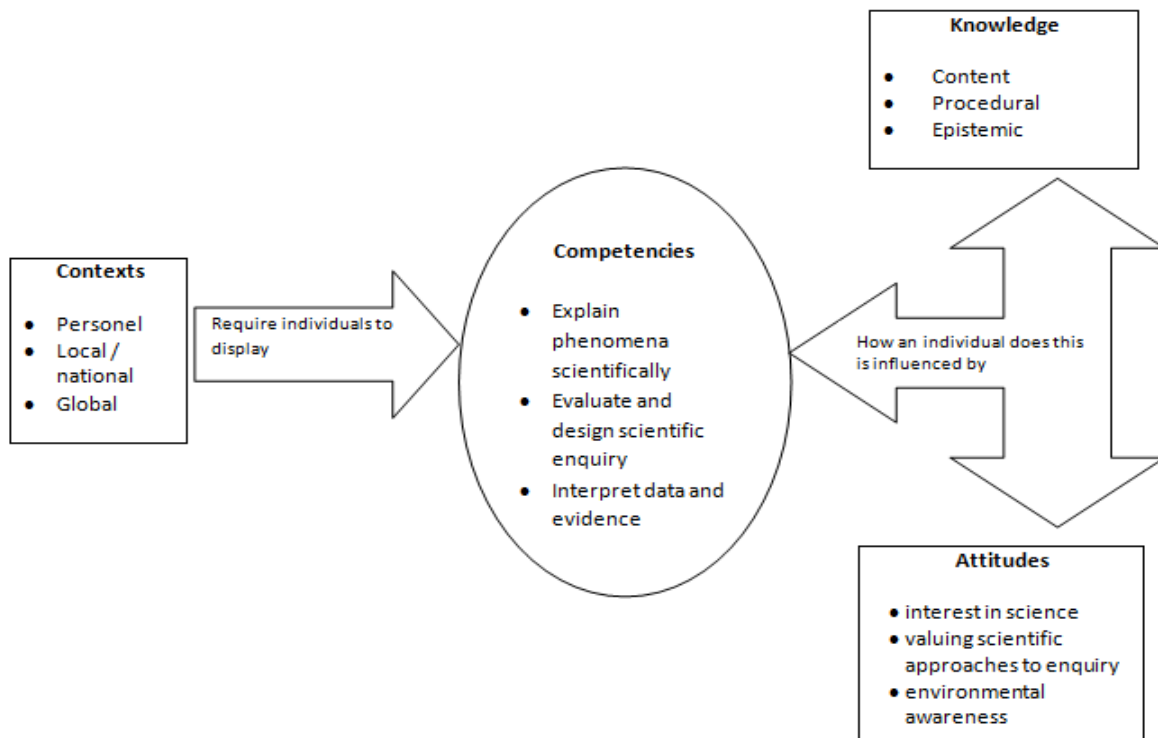 Contexts
● Personel
● Local /
national
● Global
Require individuals to
display
Competencies
● Explain
phenomena
scientifically
● Evaluate and
design scientific
enquiry
● Interpret data and
evidence
How an individual does this
is influenced by
Knowledge
● Content
● Procedural
● Epistemic
Attitudes
● interest in science
● valuing scientific
approaches to enquiry
● environmental
awareness